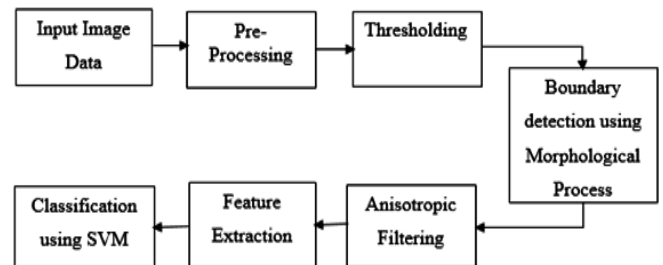 Input Image
Data
Pre-
Processing
Thresholding
Boundary
detection using
Morphological
Process
Anisotropic
Filtering
Feature
Extraction
Classification
using SVM